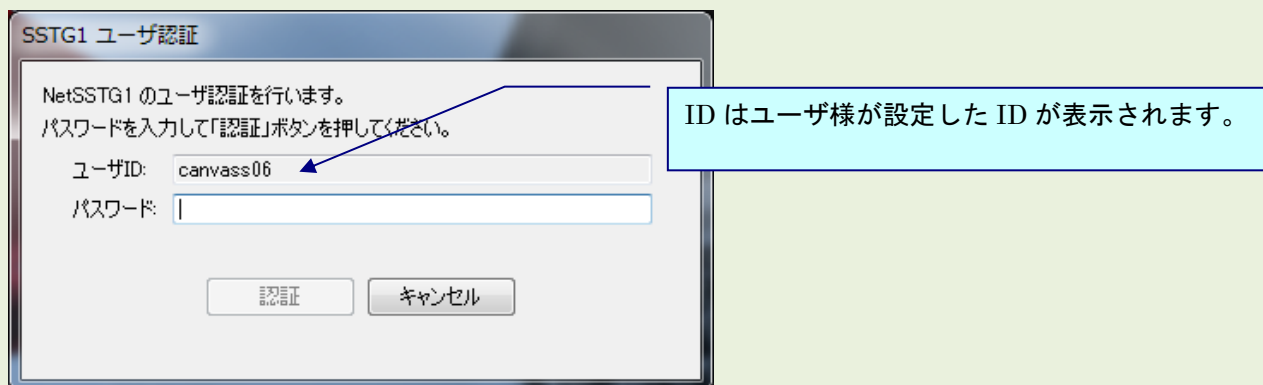 SSTG1 ユーザ認証
NetSSTG1 のユーザ認証を行います。
パスワードを入力して「認証」ボタンを押してください。
ユーザID: canvass06
パスワード:
認証 キャンセル
ID はユーザ様が設定した ID が表示されます。